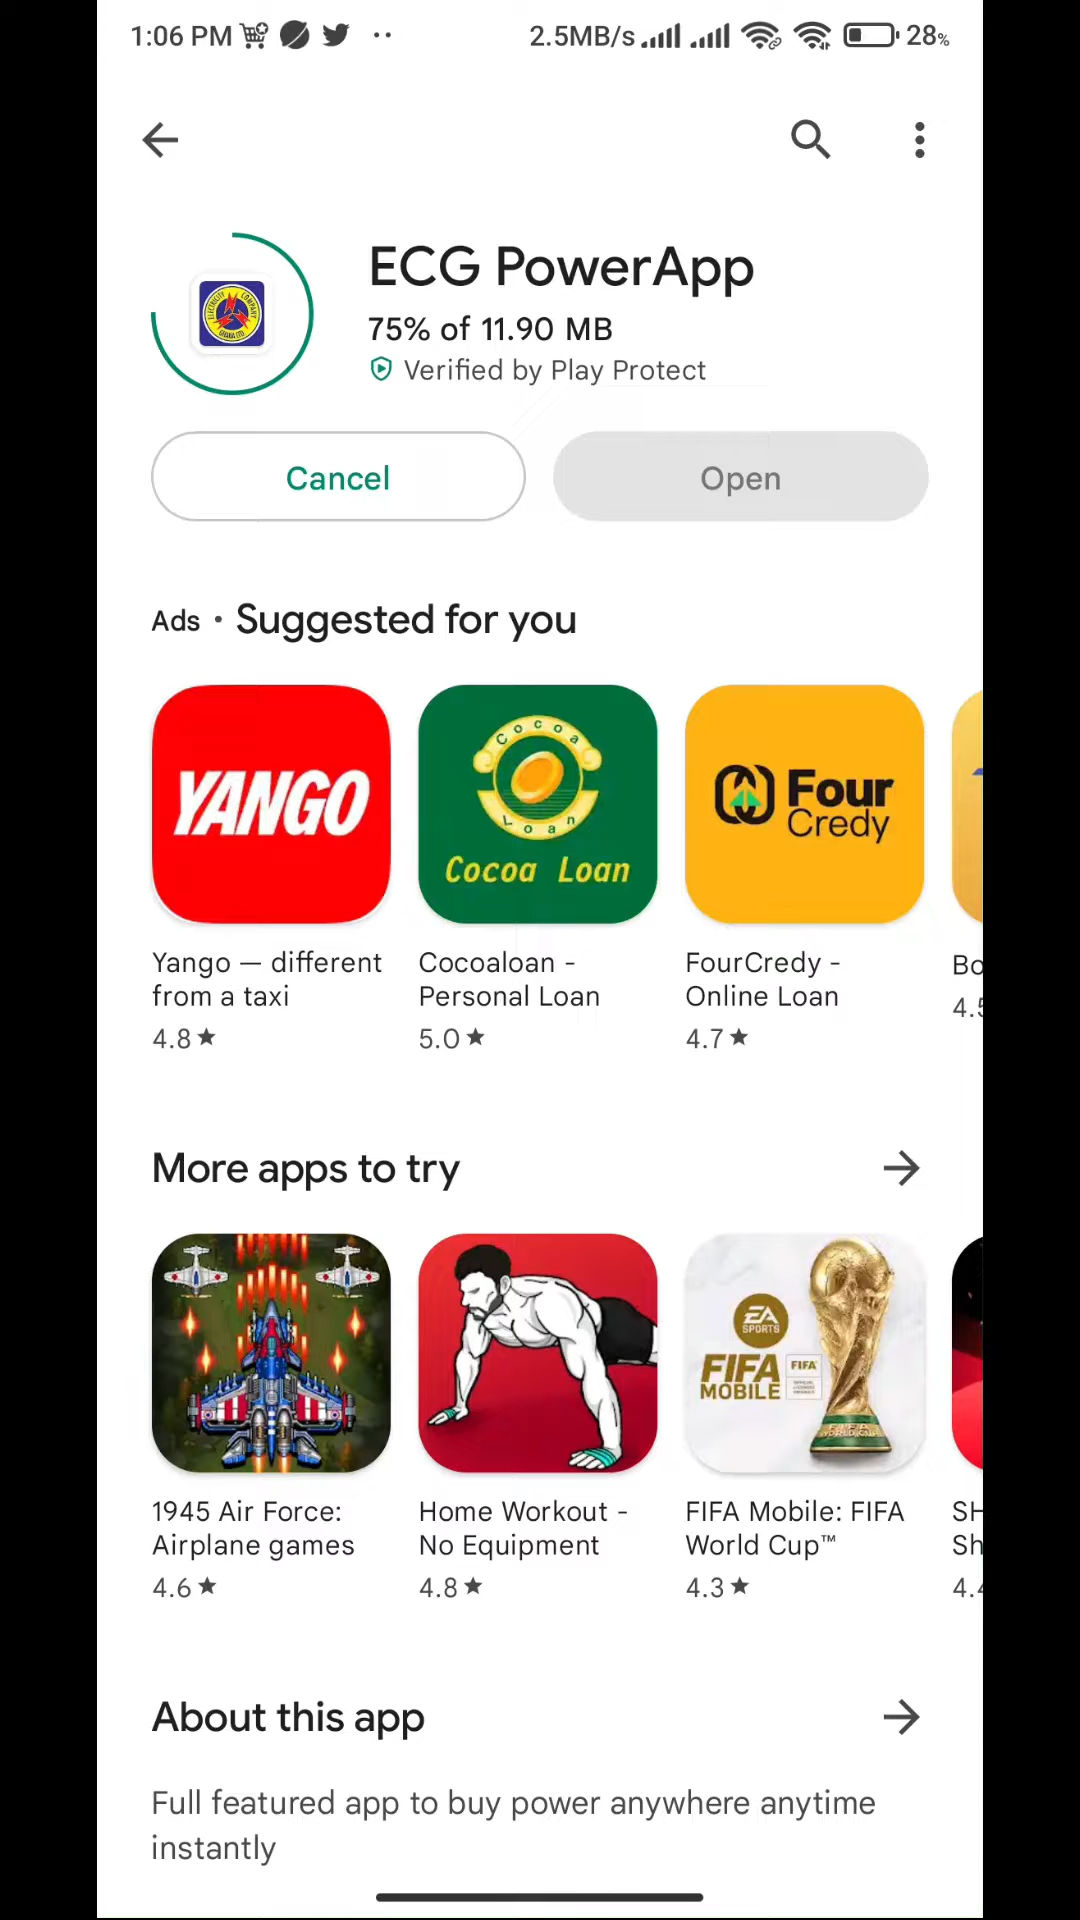 1:06 PM 2.5MB/s 28%
ECG PowerApp
75% of 11.90 MB
Verified by Play Protect
Cancel Open
Ads • Suggested for you
YANGO
Cocoa
Loan
Cocoa Loan
Four
Credy
Yango — different
from a taxi
4.8★
Cocoaloan -
Personal Loan
5.0★
FourCredy -
Online Loan
4.7★
Bo
4.5
More apps to try
EA
SPORTS
FIFA
MOBILE
FIFA
1945 Air Force:
Airplane games
4.6★
Home Workout -
No Equipment
4.8★
FIFA Mobile: FIFA
World Cup™
4.3★
SH
Sh
4.4
About this app
Full featured app to buy power anywhere anytime
instantly